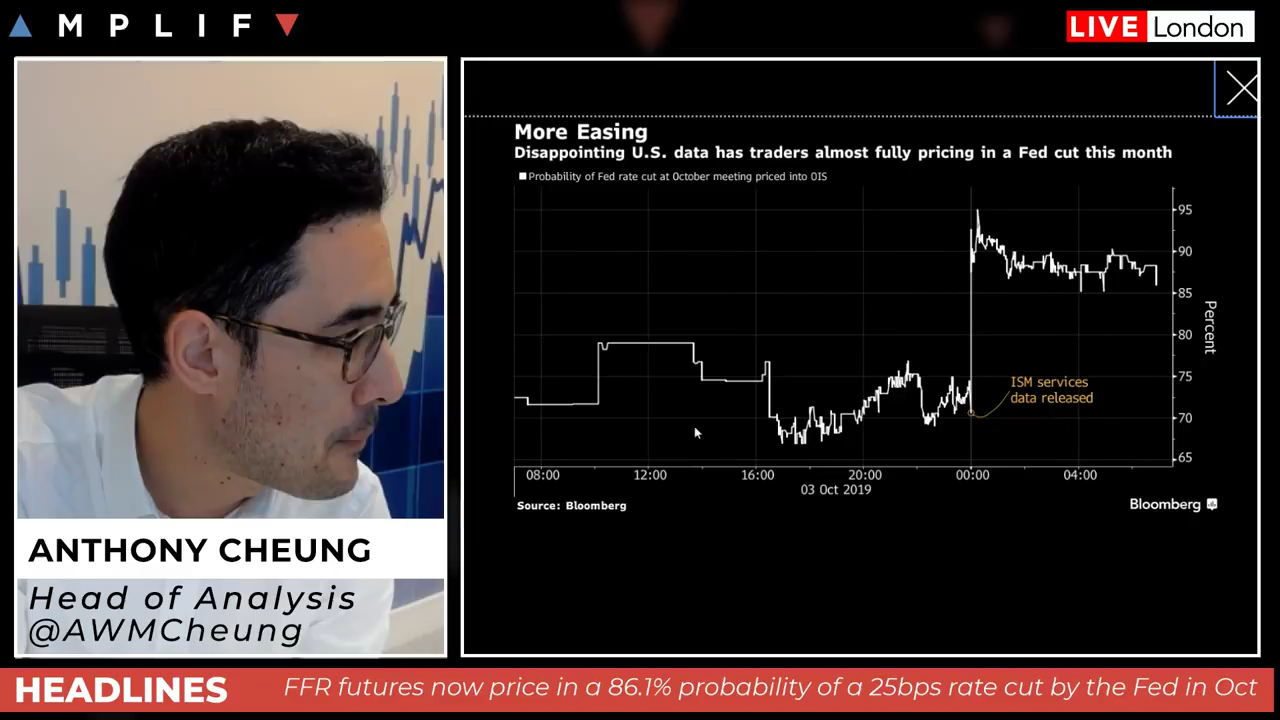 MPLIF
LIVE London
More Easing
Disappointing U.S. data has traders almost fully pricing in a Fed cut this month
Probability of Fed rate cut at October meeting priced into OIS
95
90
85
80
75
70
65
Percent
ISM services
data released
08:00 12:00 16:00 20:00 00:00 04:00
03 Oct 2019
Source: Bloomberg
Bloomberg
ANTHONY CHEUNG
Head of Analysis
@AWMCheung
HEADLINES FFR futures now price in a 86.1% probability of a 25bps rate cut by the Fed in Oct